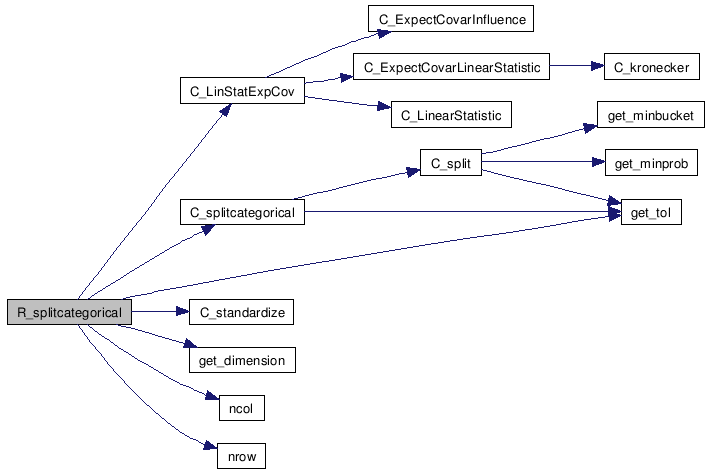 C_ExpectCovarInfluence
C_ExpectCovarLinearStatistic
C_kronecker
C_LinStatExpCov
C_LinearStatistic
get_minbucket
C_split
get_minprob
C_splitcategorical
get_tol
R_splitcategorical
C_standardize
get_dimension
ncol
nrow